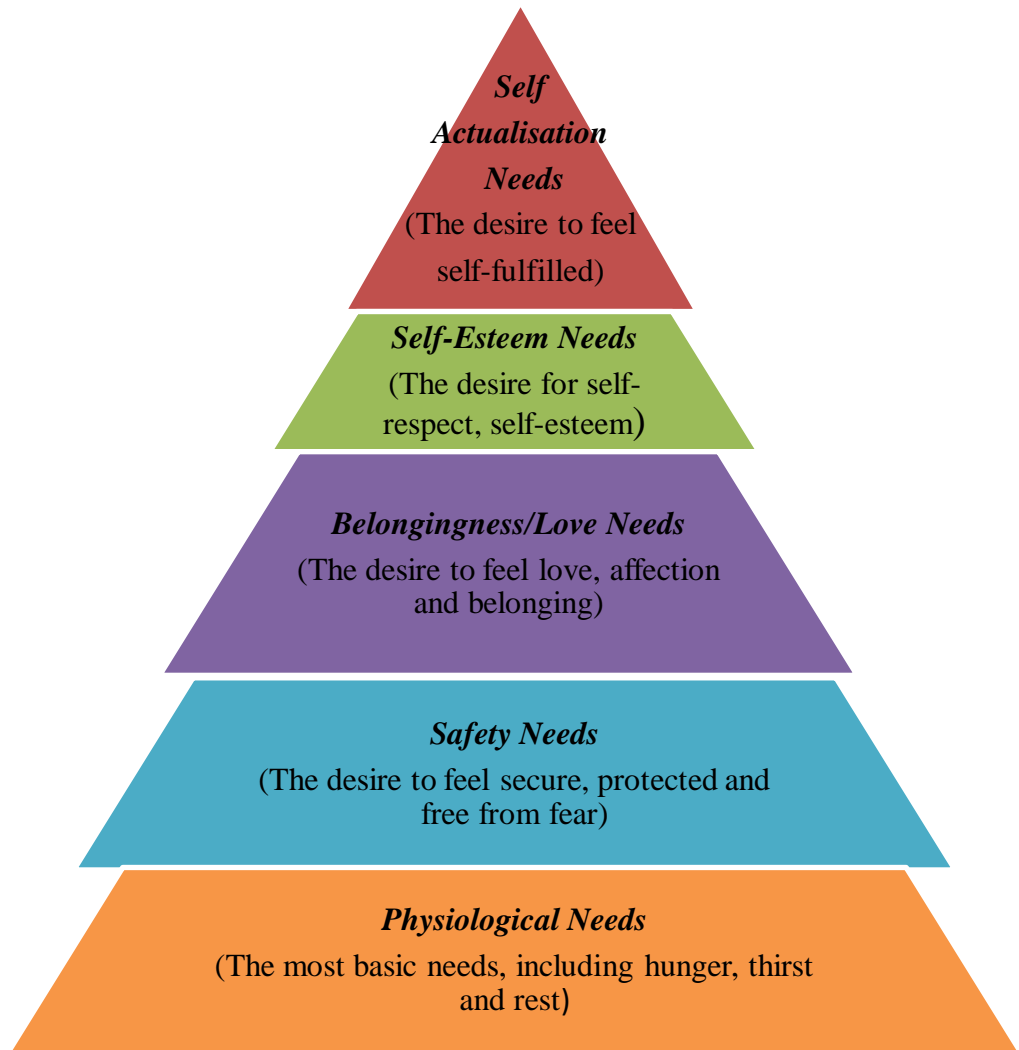 Self
Actualisation
Needs
(The desire to feel
self-fulfilled)
Self-Esteem Needs
(The desire for self-
respect, self-esteem)
Belongingness/Love Needs
(The desire to feel love, affection
and belonging)
Safety Needs
(The desire to feel secure, protected and
free from fear)
Physiological Needs
(The most basic needs, including hunger, thirst
and rest)